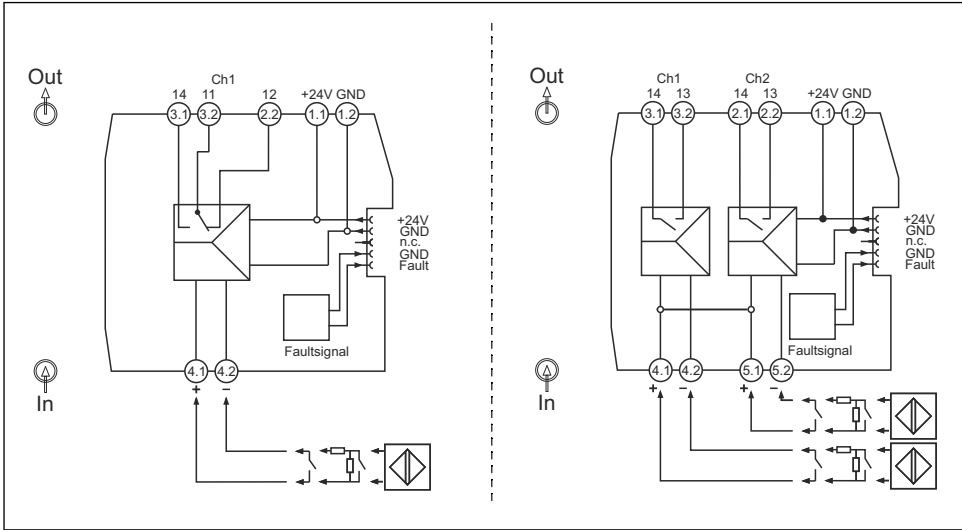 Out
Ch1
14 11 12 +24V GND
3.1 3.2 2.2 1.1 1.2
+24V
GND
n.c.
GND
Fault
Faultsignal
4.1 4.2
+ −
In
Out
Ch1 Ch2
14 13 14 13 +24V GND
3.1 3.2 2.1 2.2 1.1 1.2
+24V
GND
n.c.
GND
Fault
Faultsignal
4.1 4.2 5.1 5.2
+ − + −
In